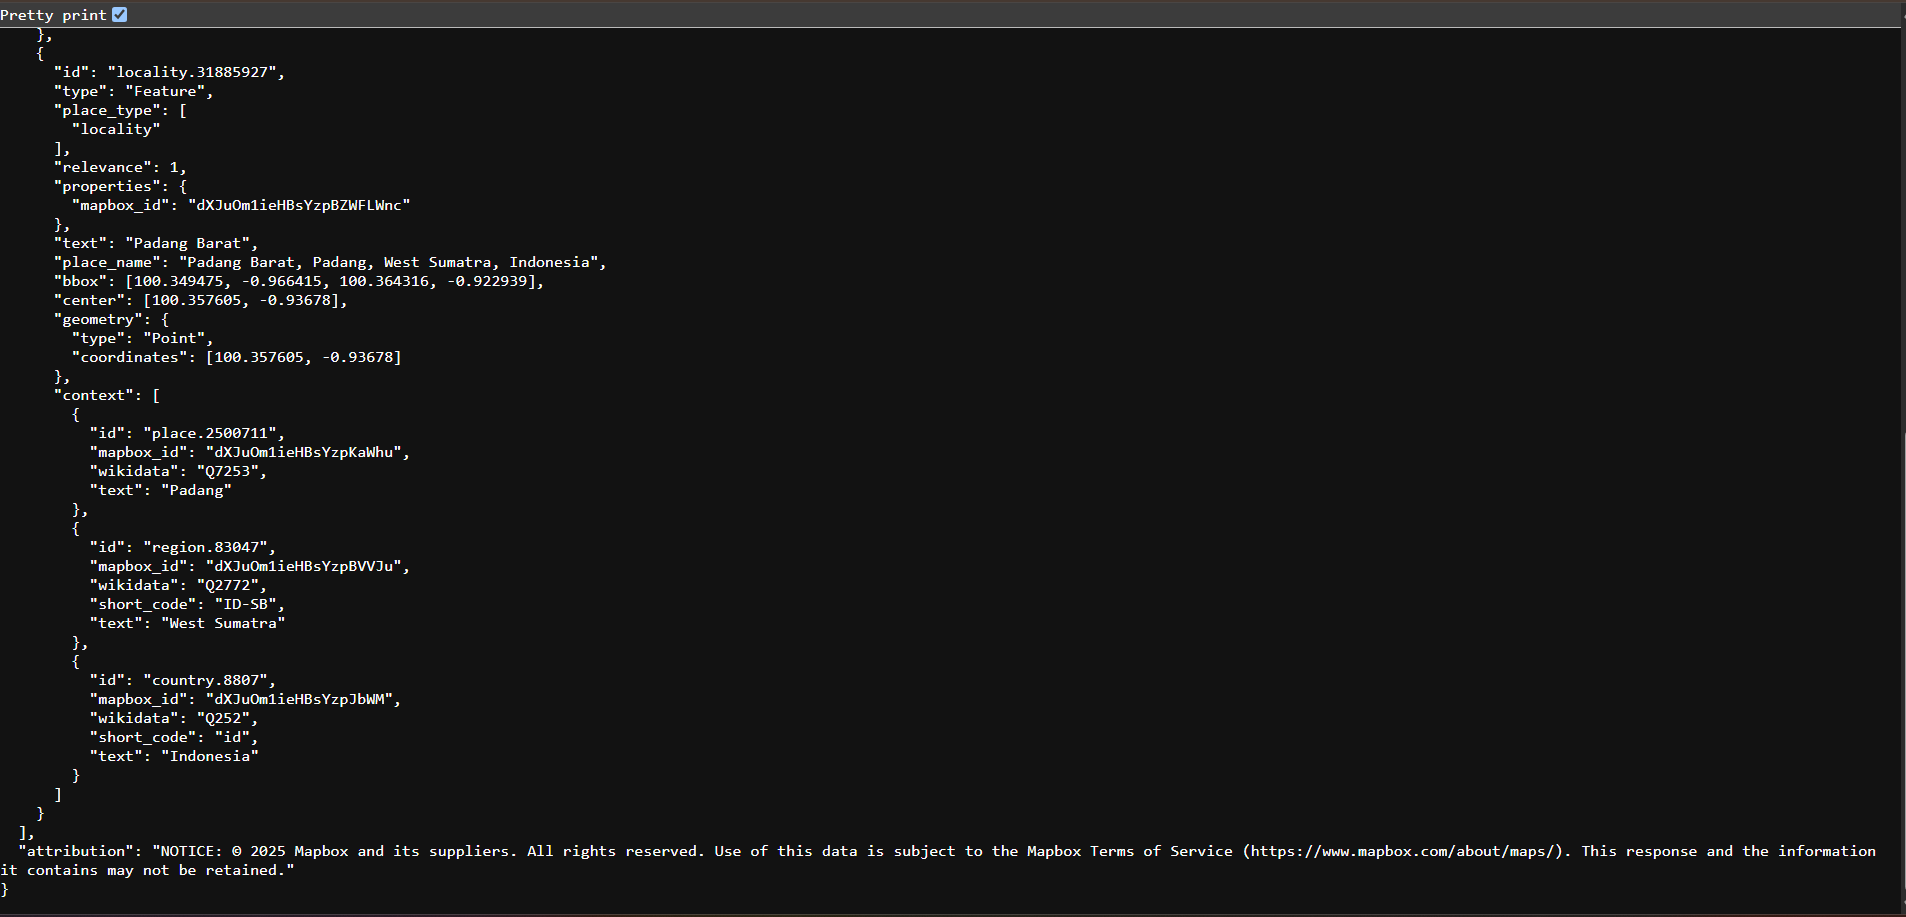 Pretty print
},
{
"id": "locality.31885927",
"type": "Feature",
"place_type": [
"locality"
],
"relevance": 1,
"properties": {
"mapbox_id": "dXJuOm1ieHBsYzpBZWFLWnc"
},
"text": "Padang Barat",
"place_name": "Padang Barat, Padang, West Sumatra, Indonesia",
"bbox": [100.349475, -0.966415, 100.364316, -0.922939],
"center": [100.357605, -0.93678],
"geometry": {
"type": "Point",
"coordinates": [100.357605, -0.93678]
},
"context": [
{
"id": "place.2500711",
"mapbox_id": "dXJuOm1ieHBsYzpKaWhu",
"wikidata": "Q7253",
"text": "Padang"
},
{
"id": "region.83047",
"mapbox_id": "dXJuOm1ieHBsYzpBVVJu",
"wikidata": "Q2772",
"short_code": "ID-SB",
"text": "West Sumatra"
},
{
"id": "country.8807",
"mapbox_id": "dXJuOm1ieHBsYzpJbWM",
"wikidata": "Q252",
"short_code": "id",
"text": "Indonesia"
}
]
}
],
"attribution": "NOTICE: © 2025 Mapbox and its suppliers. All rights reserved. Use of this data is subject to the Mapbox Terms of Service (https://www.mapbox.com/about/maps/). This response and the information
it contains may not be retained."
}